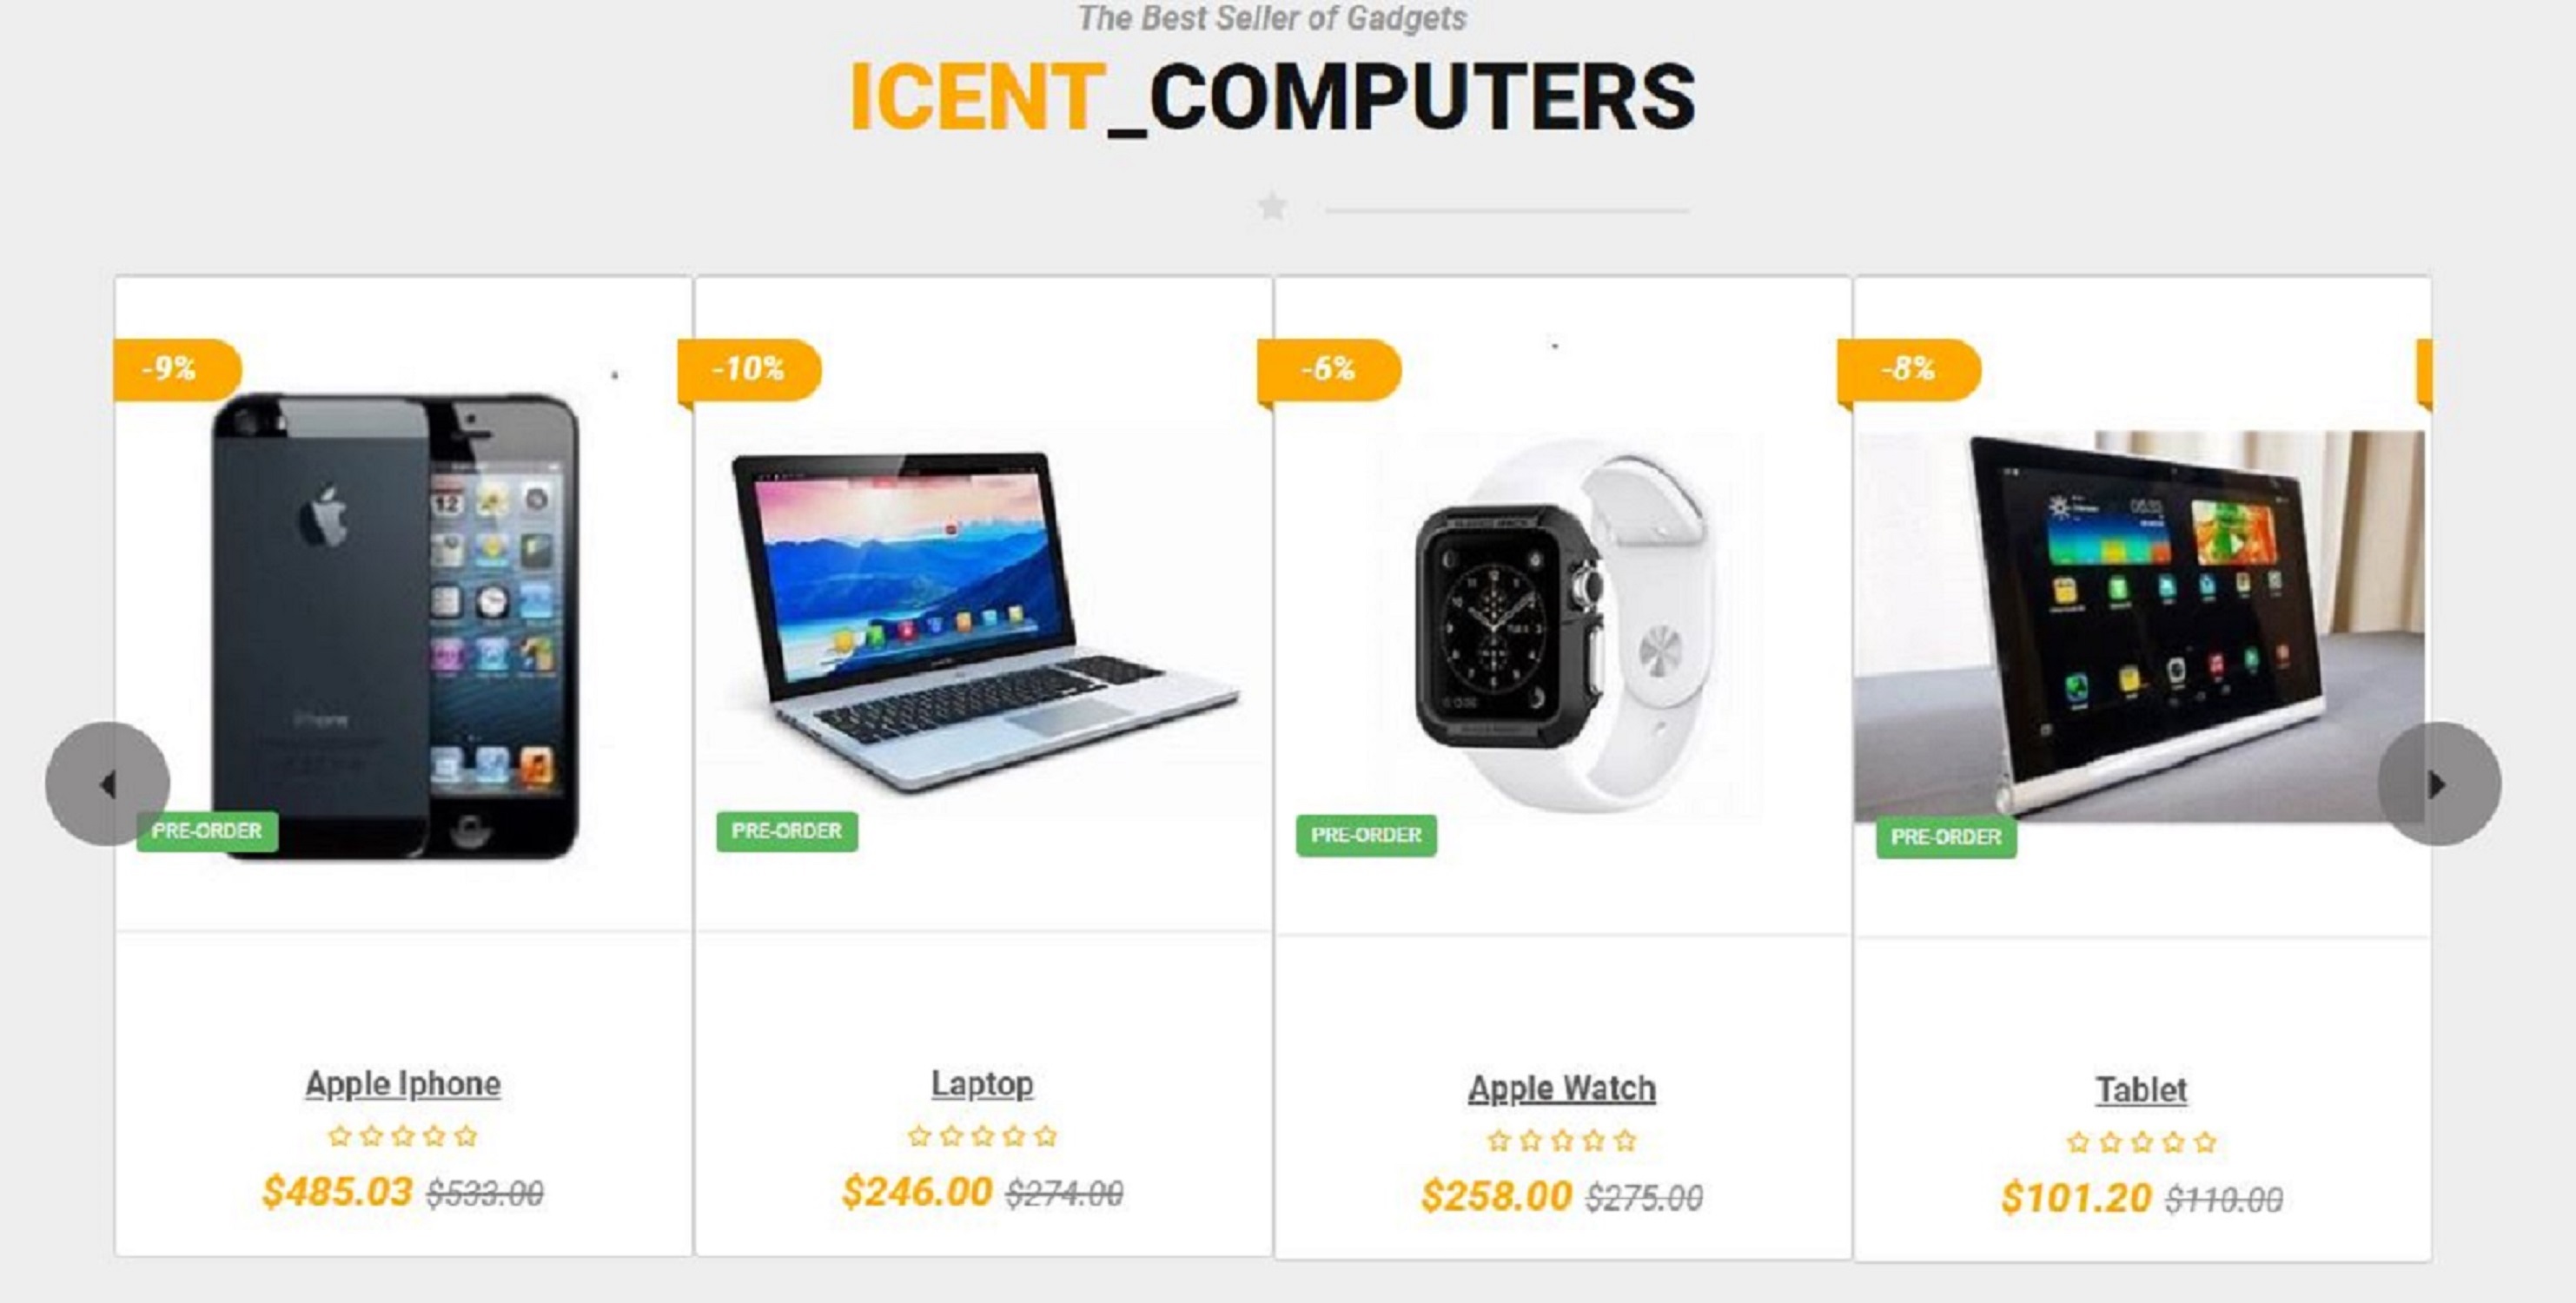 The Best Seller of Gadgets
ICENT_COMPUTERS
-9%
-10%
-6%
-8%
PRE-ORDER
PRE-ORDER
PRE-ORDER
PRE-ORDER
Apple Iphone
Laptop
Apple Watch
Tablet
$485.03 $533.00
$246.00 $274.00
$258.00 $275.00
$101.20 $110.00